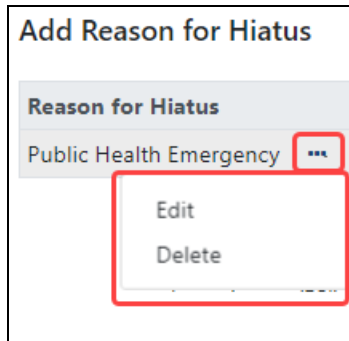 Add Reason for Hiatus
Reason for Hiatus
Public Health Emergency
Edit
Delete